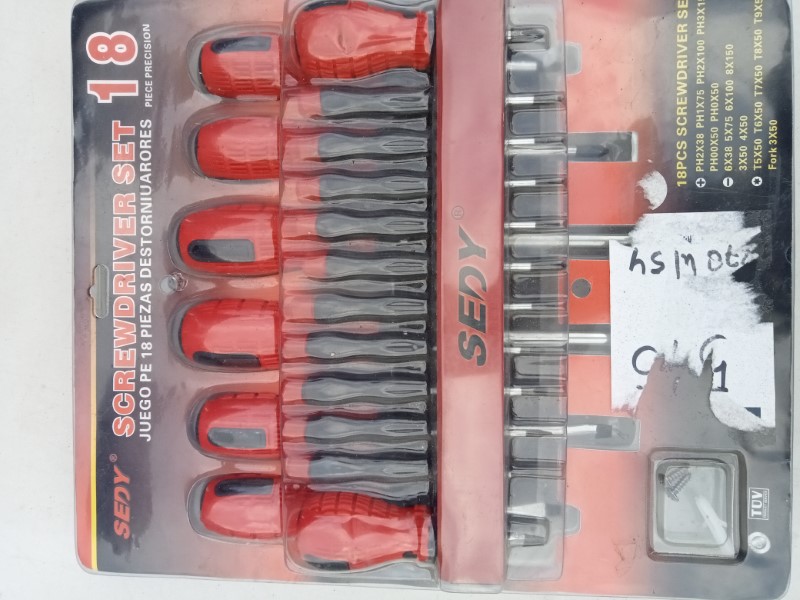 SEDY®
SCREWDRIVER SET
18
PIECE PRECISION
JUEGO PE 18 PIEZAS DESTORNIUARORES
SEDY®
18PCS SCREWDRIVER SE
PH2X38 PH1X75 PH2X100 PH3X1
PH00X50 PH0X50
6X38 5X75 6X100 8X150
3X50 4X50
T5X50 T6X50 T7X50 T8X50 T9X5
Fork 3X50
TÜV